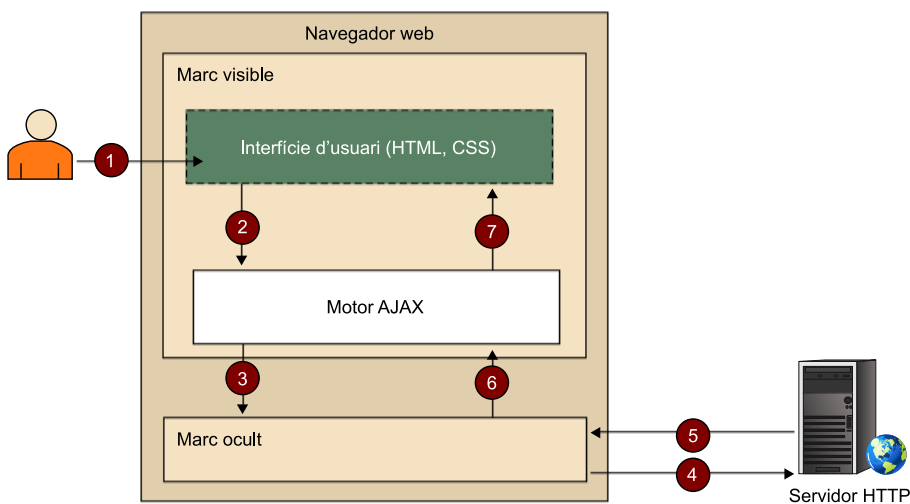 Navegador web
Marc visible
Interfície d'usuari (HTML, CSS)
1
2
7
Motor AJAX
3
6
Marc ocult
5
4
Servidor HTTP